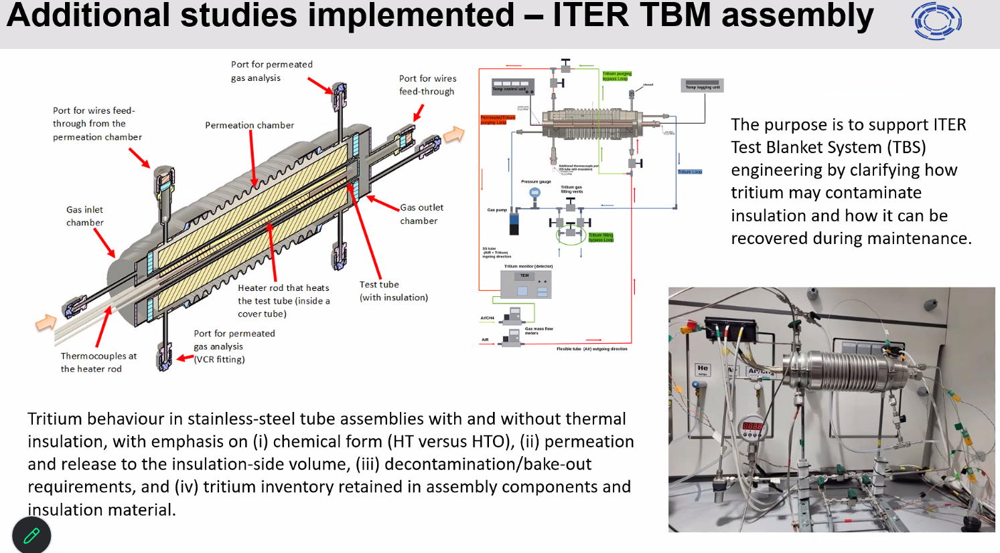 Additional studies implemented – ITER TBM assembly
Port for permeated
gas analysis
Port for wires
feed-through
Port for wires feed-
through from the
permeation chamber
Permeation chamber
Gas inlet
chamber
Gas outlet
chamber
Heater rod that heats
the test tube (inside a
cover tube)
Test tube
(with insulation)
Port for permeated
gas analysis
(VCR fitting)
Thermocouples at
the heater rod
Tritium purging
bypass Loop
Temp control unit
closed
Temp logging unit
Permeated Tritium
purging Loop
Additional thermocouple port
(SS tube with insulation)
Tritium Loop
Pressure gauge
Tritium gas
filling vents
Gas pump
Tritium filling
bypass Loop
SS tube
(AIR + Tritium)
ingoing direction
Tritium monitor (detector)
TEM
Ar/CH4
Gas mass flow
meters
AIR
Flexible tube (Air) outgoing direction
The purpose is to support ITER
Test Blanket System (TBS)
engineering by clarifying how
tritium may contaminate
insulation and how it can be
recovered during maintenance.
He
Ar/CH4
Tritium behaviour in stainless-steel tube assemblies with and without thermal
insulation, with emphasis on (i) chemical form (HT versus HTO), (ii) permeation
and release to the insulation-side volume, (iii) decontamination/bake-out
requirements, and (iv) tritium inventory retained in assembly components and
insulation material.